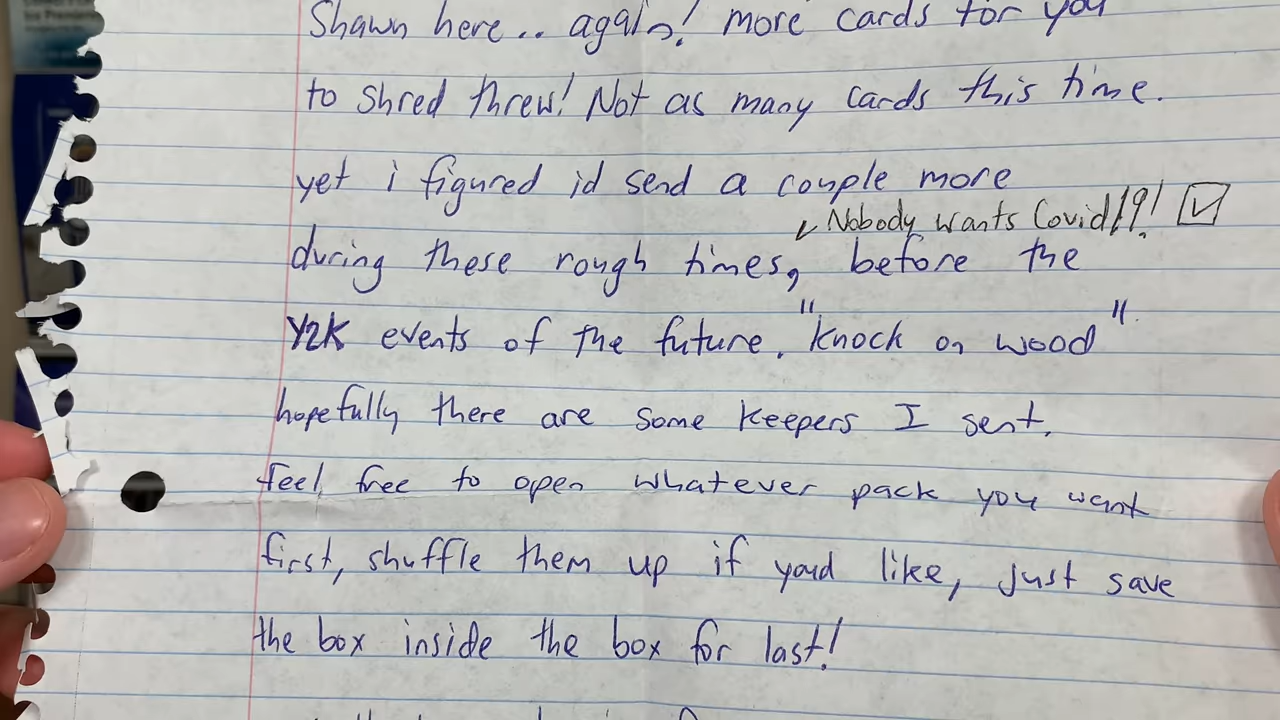 Shawn here.. again! more cards for you
to shred threw! Not as many cards this time.
yet i figured id send a couple more
Nobody wants Covid19!
during these rough times, before the
Y2K events of the future. "knock on wood".
hopefully there are some keepers I sent.
feel free to open whatever pack you want
first, shuffle them up if youd like, just save
the box inside the box for last!